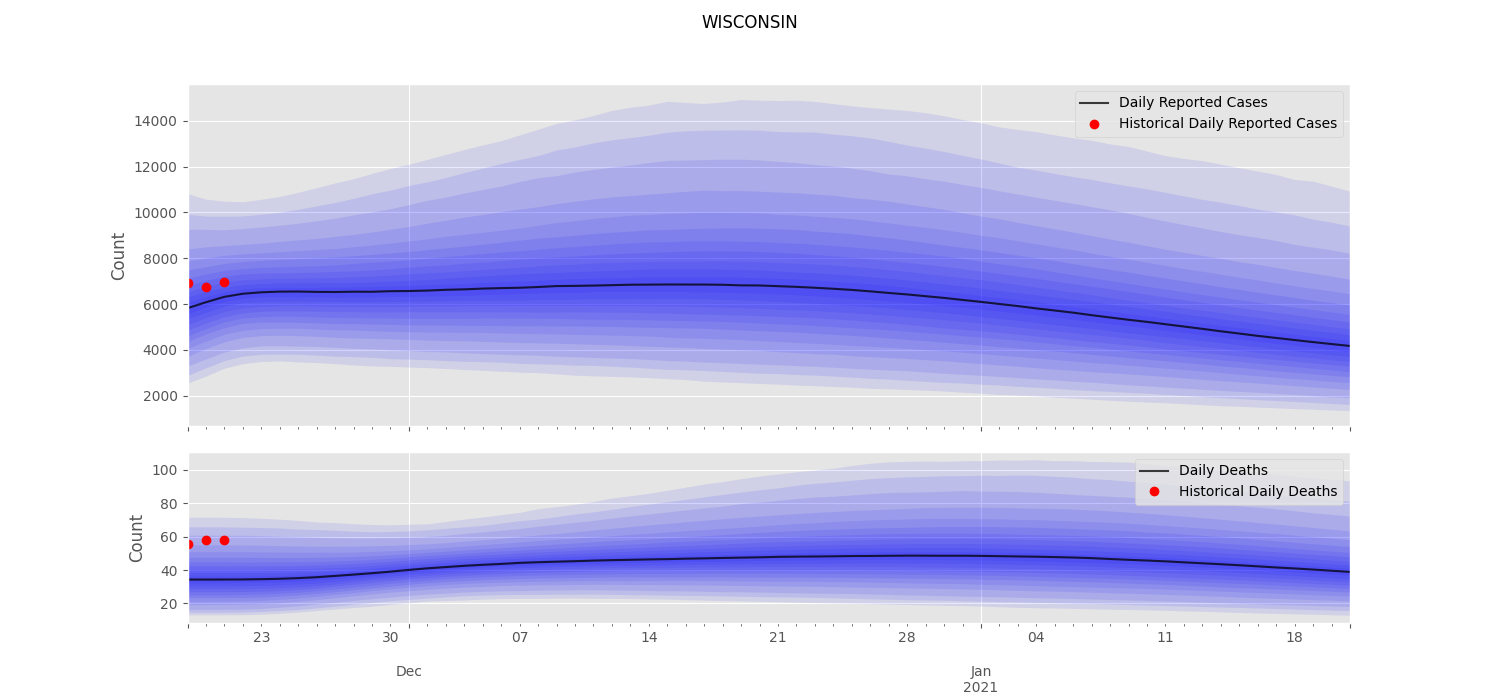 WISCONSIN
Daily Reported Cases
Historical Daily Reported Cases
14000
12000
10000
8000
6000
4000
2000
Count
Daily Deaths
Historical Daily Deaths
100
80
60
40
20
Count
23 30 07 14 21 28 04 11 18
Dec Jan
2021